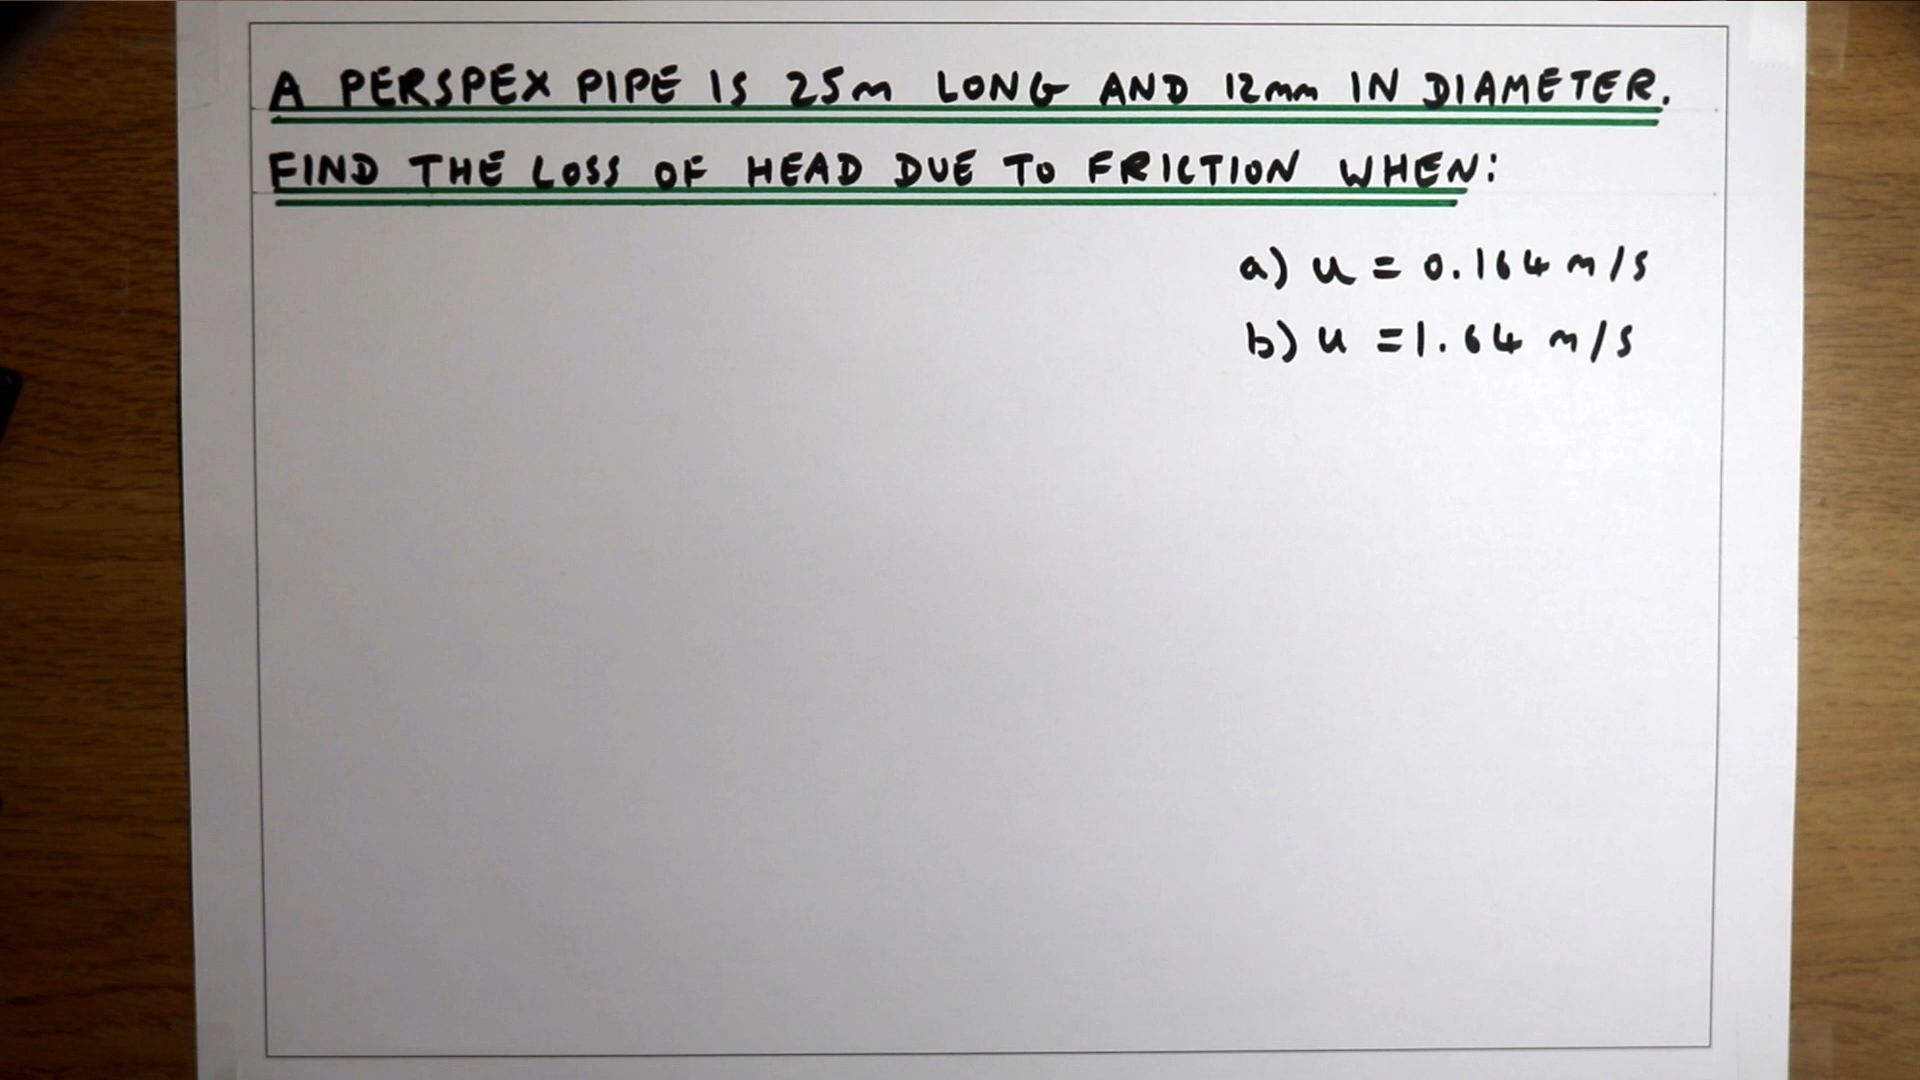 A PERSPEX PIPE IS 25m LONG AND 12mm IN DIAMETER.
FIND THE LOSS OF HEAD DUE TO FRICTION WHEN:
a) u = 0.164 m/s
b) u = 1.64 m/s